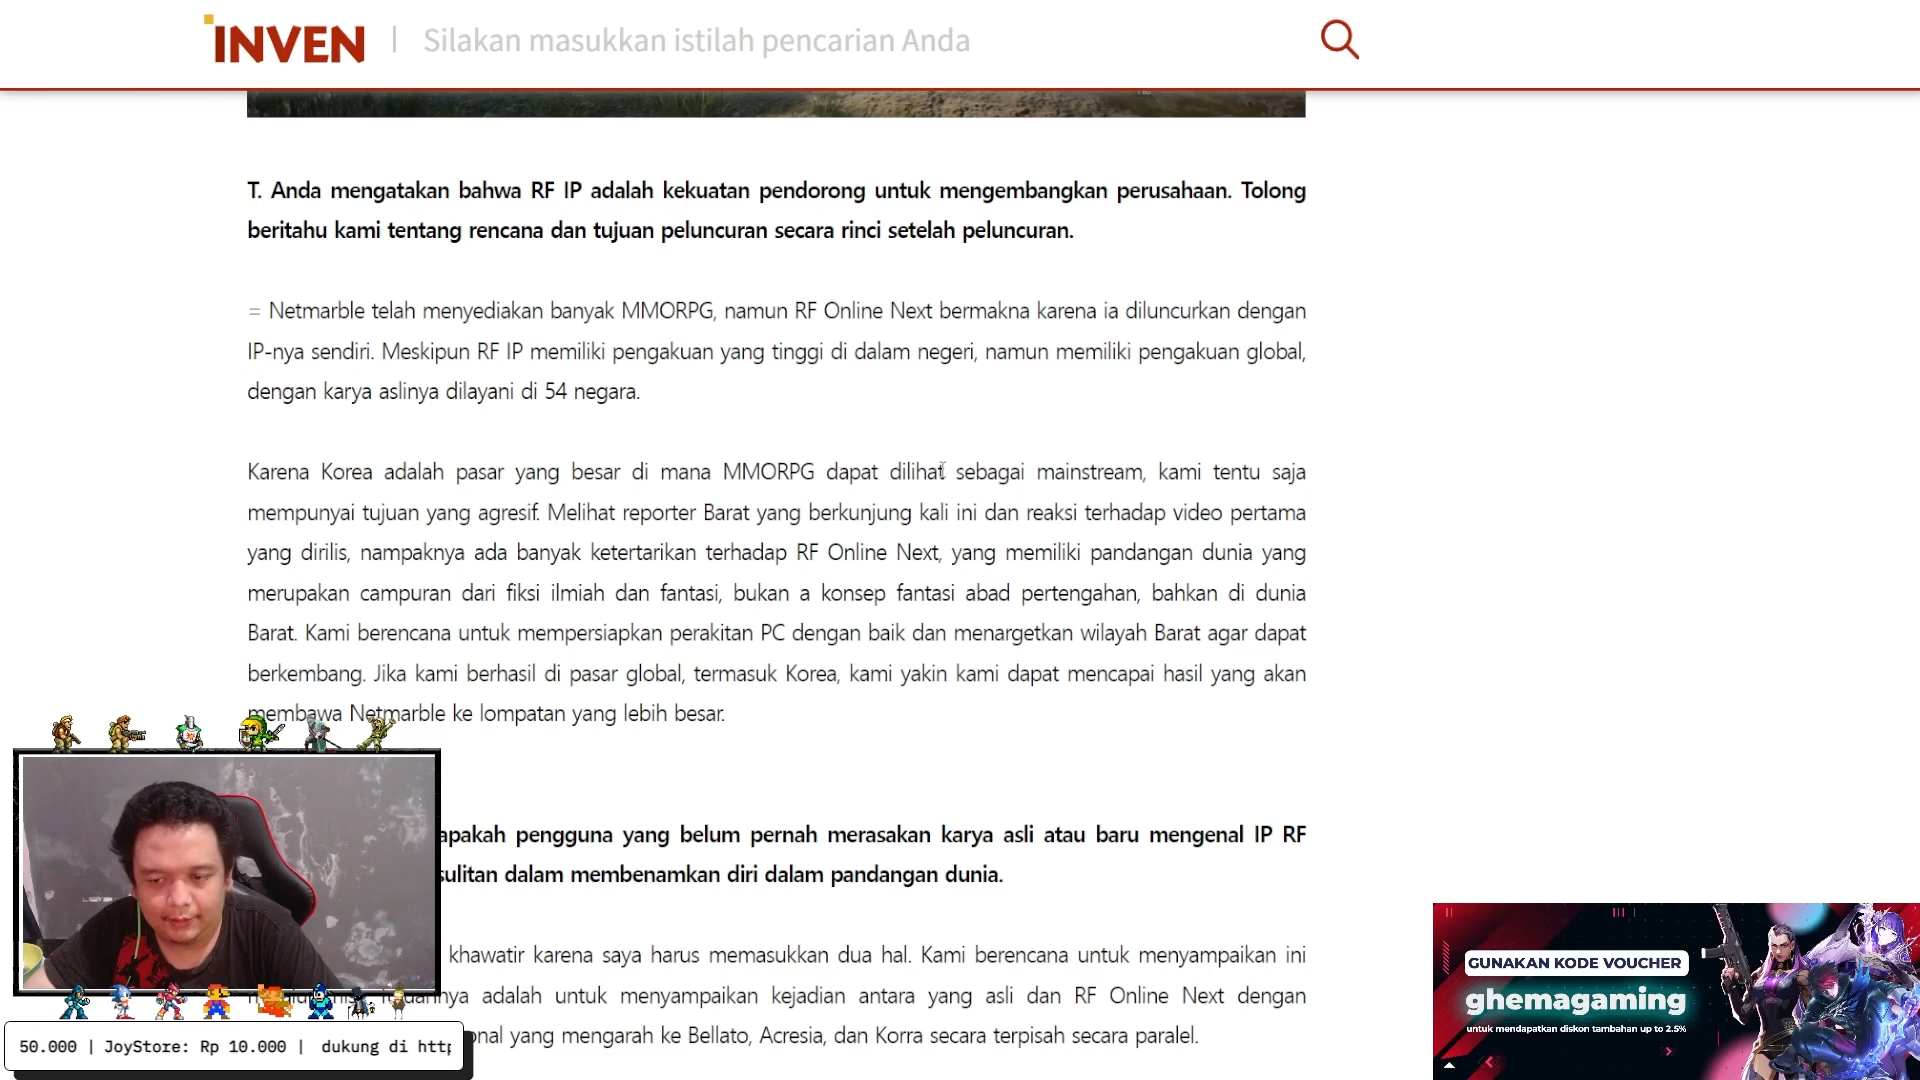 INVEN | Silakan masukkan istilah pencarian Anda
T. Anda mengatakan bahwa RF IP adalah kekuatan pendorong untuk mengembangkan perusahaan. Tolong
beritahu kami tentang rencana dan tujuan peluncuran secara rinci setelah peluncuran.
= Netmarble telah menyediakan banyak MMORPG, namun RF Online Next bermakna karena ia diluncurkan dengan
IP-nya sendiri. Meskipun RF IP memiliki pengakuan yang tinggi di dalam negeri, namun memiliki pengakuan global,
dengan karya aslinya dilayani di 54 negara.
Karena Korea adalah pasar yang besar di mana MMORPG dapat dilihat sebagai mainstream, kami tentu saja
mempunyai tujuan yang agresif. Melihat reporter Barat yang berkunjung kali ini dan reaksi terhadap video pertama
yang dirilis, nampaknya ada banyak ketertarikan terhadap RF Online Next, yang memiliki pandangan dunia yang
merupakan campuran dari fiksi ilmiah dan fantasi, bukan a konsep fantasi abad pertengahan, bahkan di dunia
Barat. Kami berencana untuk mempersiapkan perakitan PC dengan baik dan menargetkan wilayah Barat agar dapat
berkembang. Jika kami berhasil di pasar global, termasuk Korea, kami yakin kami dapat mencapai hasil yang akan
membawa Netmarble ke lompatan yang lebih besar.
apakah pengguna yang belum pernah merasakan karya asli atau baru mengenal IP RF
sulitan dalam membenamkan diri dalam pandangan dunia.
khawatir karena saya harus memasukkan dua hal. Kami berencana untuk menyampaikan ini
adalah untuk menyampaikan kejadian antara yang asli dan RF Online Next dengan
onal yang mengarah ke Bellato, Acresia, dan Korra secara terpisah secara paralel.
50.000 | JoyStore: Rp 10.000 | dukung di http
GUNAKAN KODE VOUCHER
ghemagaming
untuk mendapatkan diskon tambahan up to 2.5%